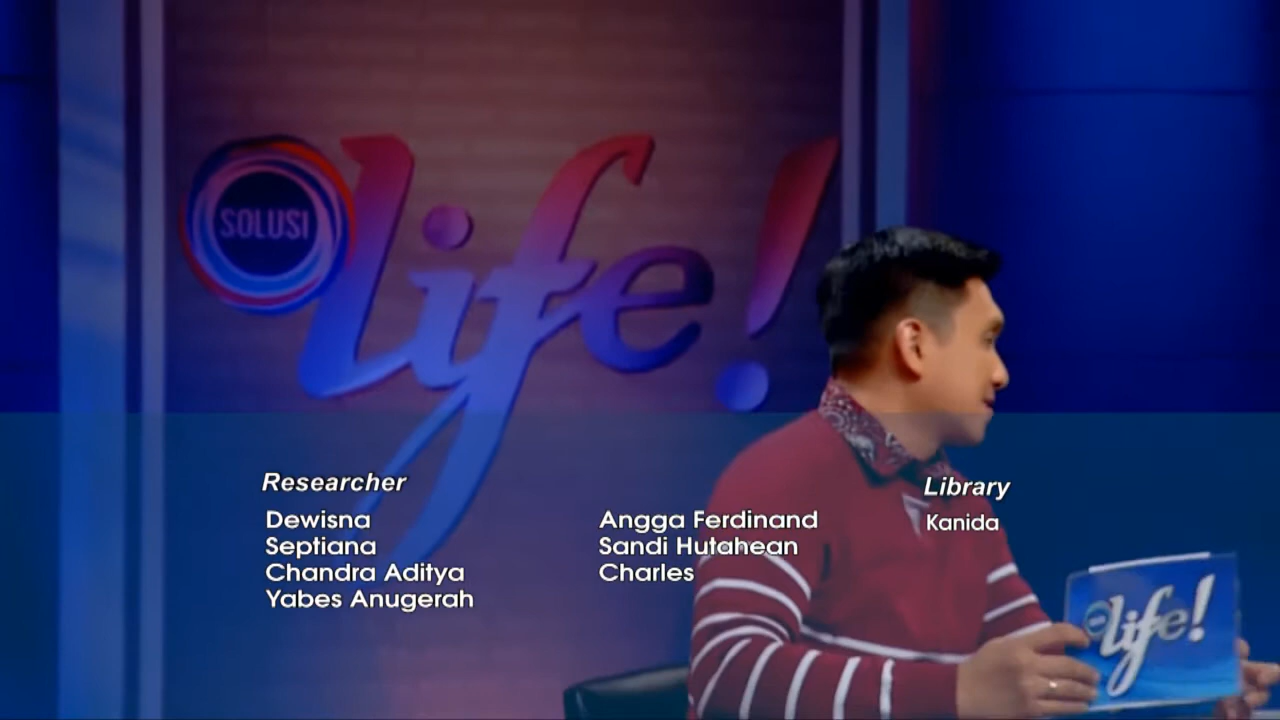 SOLUSI
life!
Researcher
Dewisna
Septiana
Chandra Aditya
Yabes Anugerah
Angga Ferdinand
Sandi Hutahean
Charles
Library
Kanida
life!